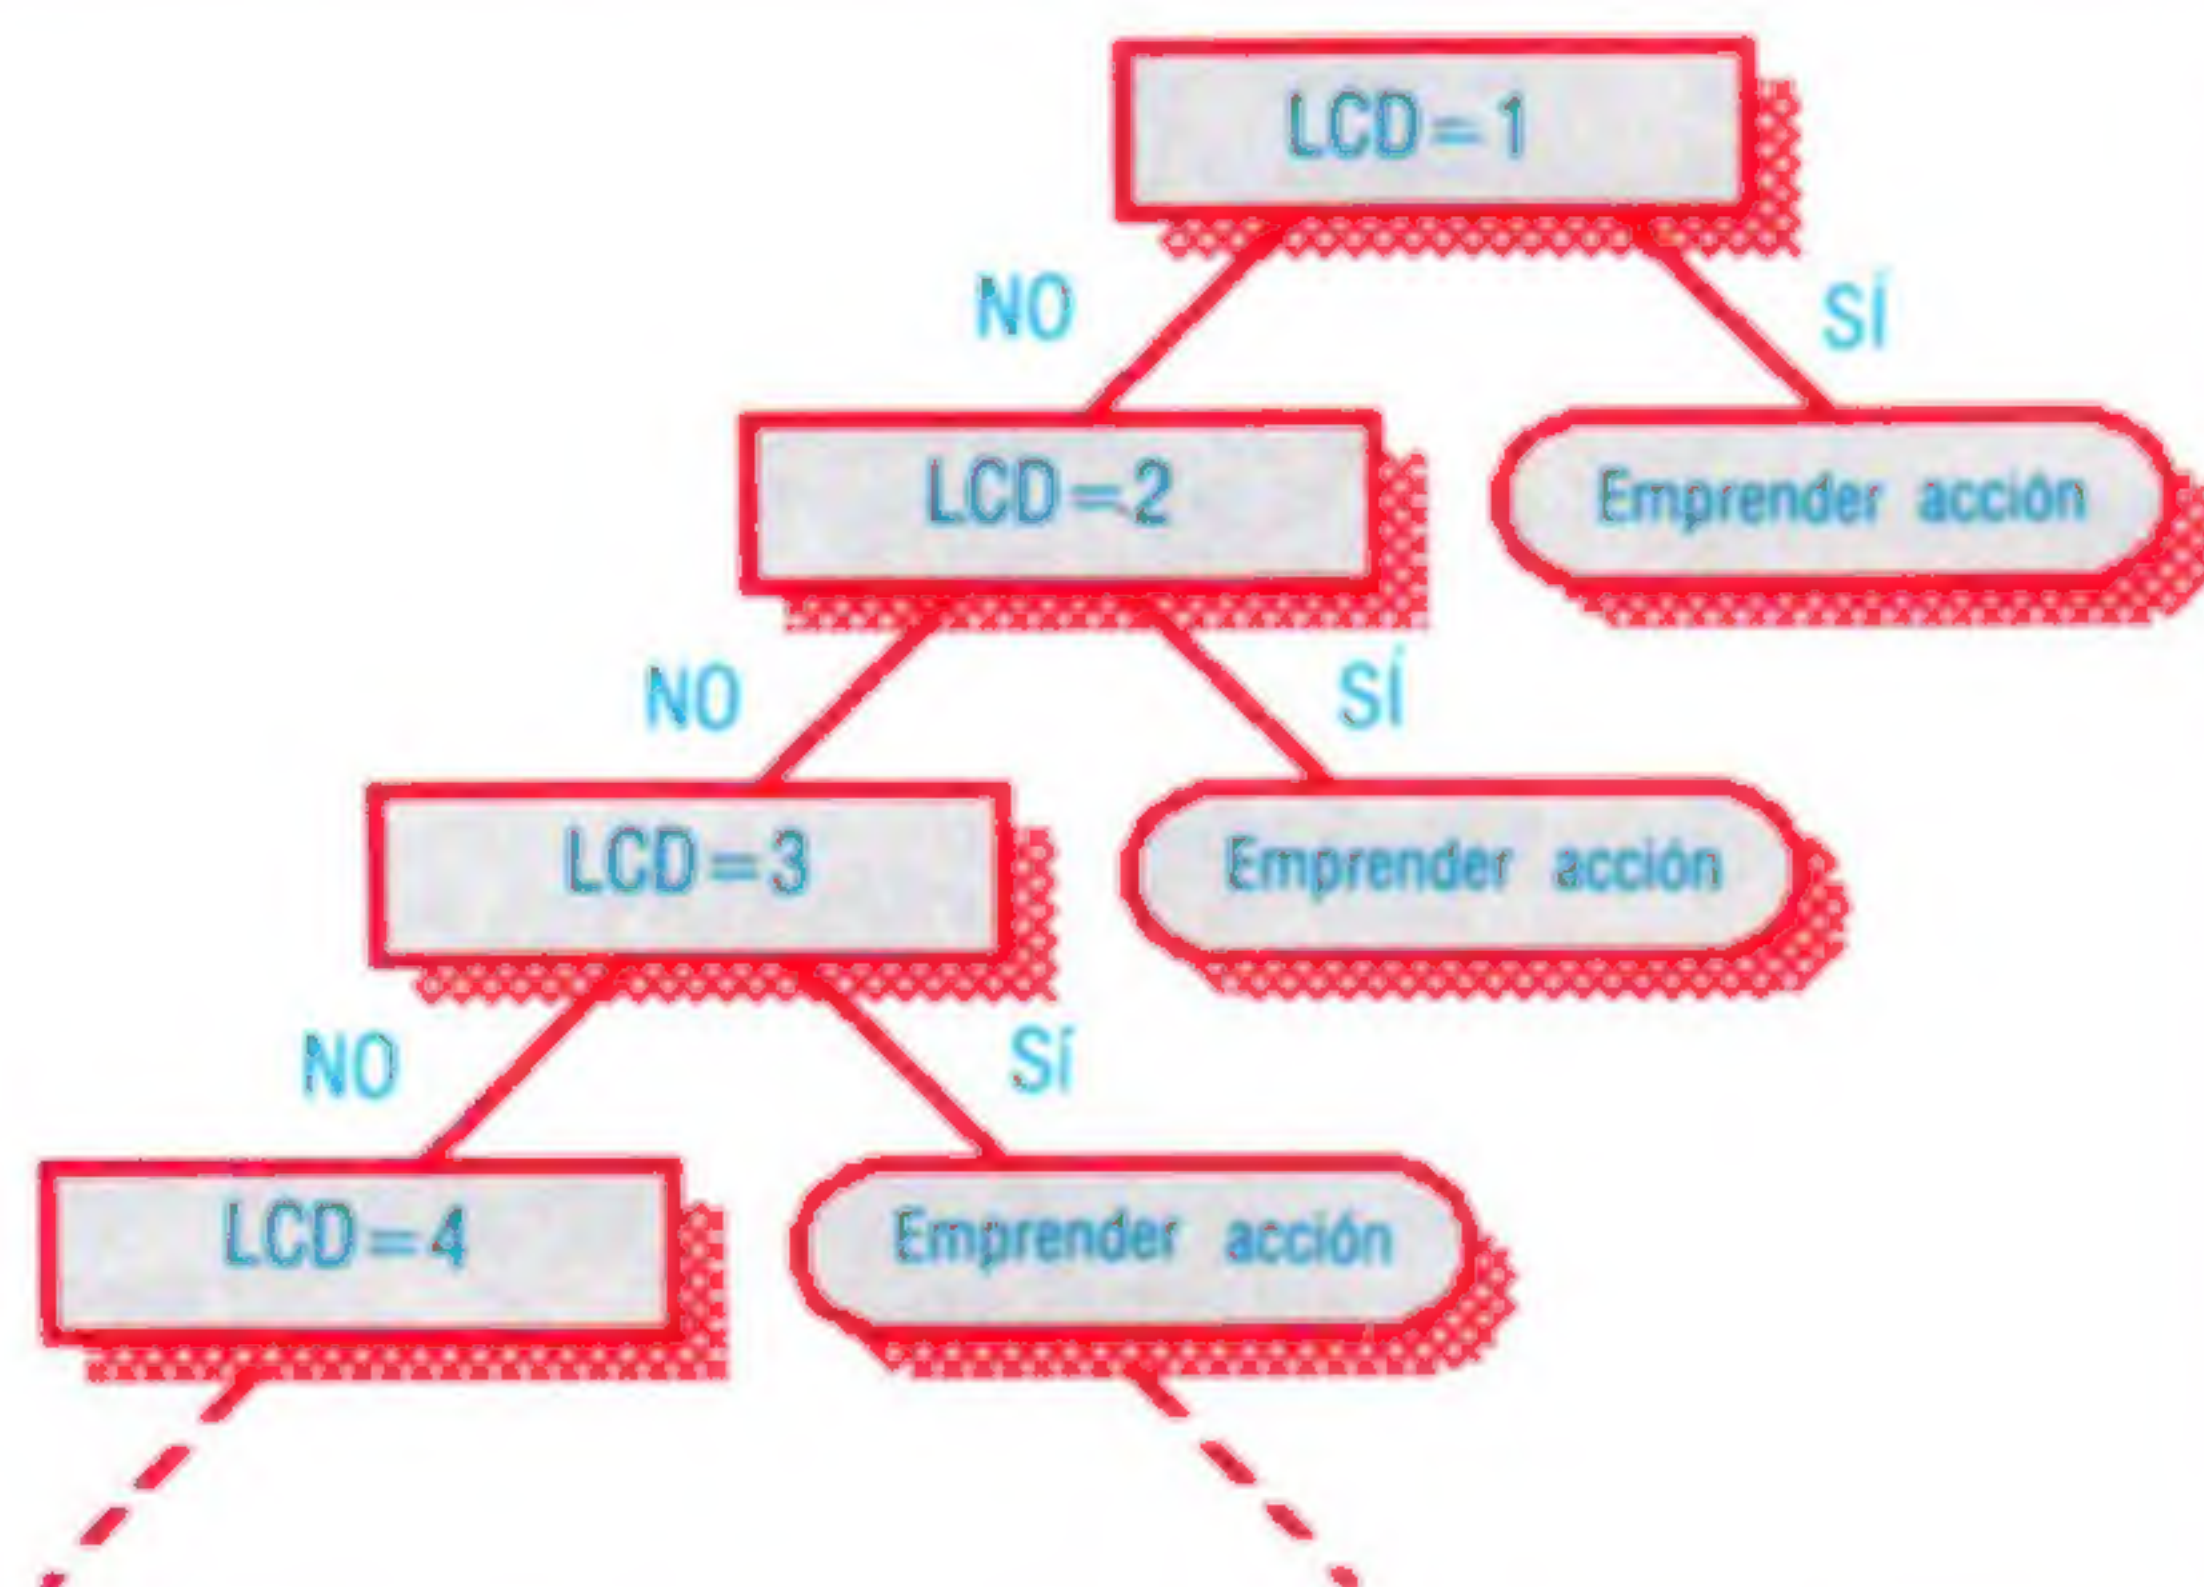 LCD=1
NO SÍ
LCD=2 Emprender acción
NO SÍ
LCD=3 Emprender acción
NO SÍ
LCD=4 Emprender acción